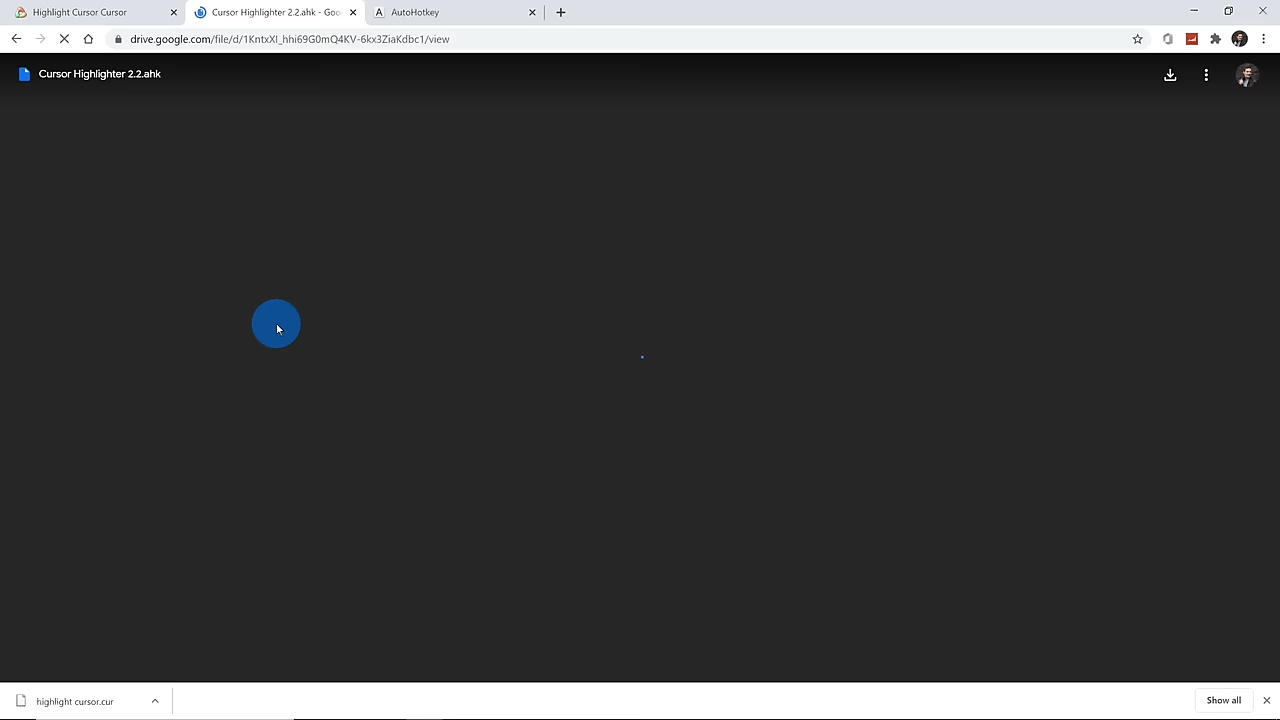 Highlight Cursor Cursor
Cursor Highlighter 2.2.ahk - Goo
AutoHotkey
drive.google.com/file/d/1KntxXl_hhi69G0mQ4KV-6kx3ZiaKdbc1/view
Cursor Highlighter 2.2.ahk
highlight cursor.cur
Show all